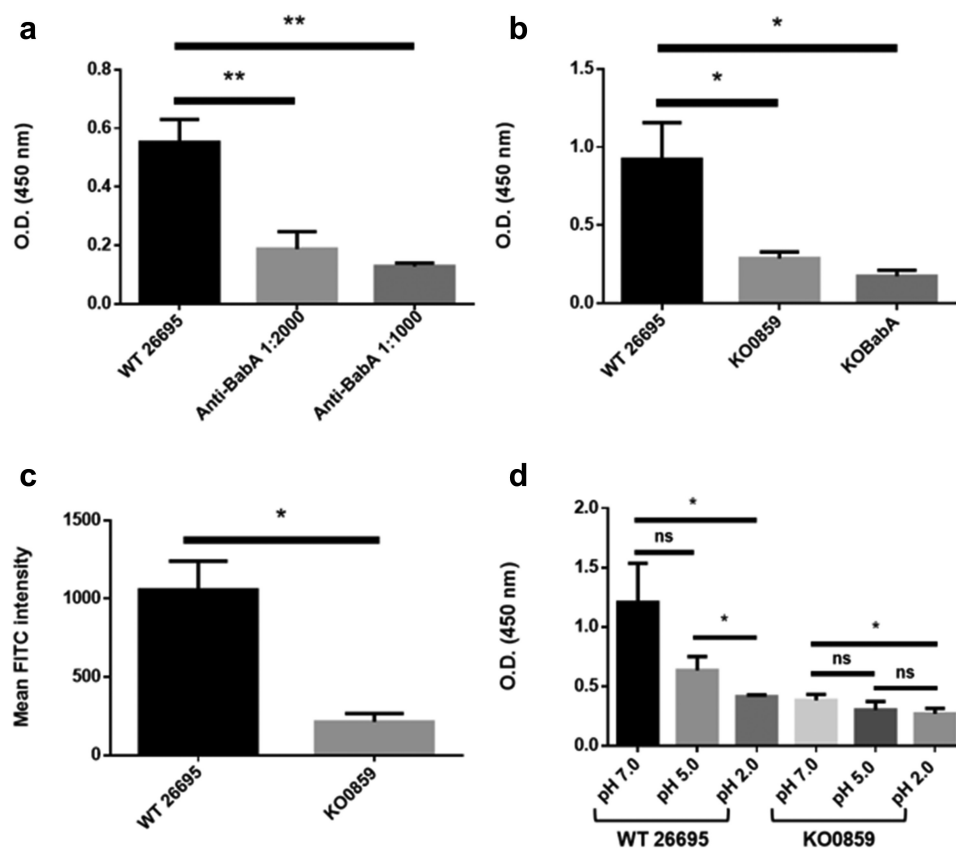 a
**
**
0.8
0.6
0.4
0.2
0.0
O.D. (450 nm)
WT 26695
Anti-BabA 1:2000
Anti-BabA 1:1000
b
*
*
1.5
1.0
0.5
0.0
O.D. (450 nm)
WT 26695
KO0859
KOBabA
c
*
1500
1000
500
0
Mean FITC intensity
WT 26695
KO0859
d
*
ns
*
*
ns
ns
2.0
1.5
1.0
0.5
0.0
O.D. (450 nm)
pH 7.0
pH 5.0
pH 2.0
pH 7.0
pH 5.0
pH 2.0
WT 26695
KO0859